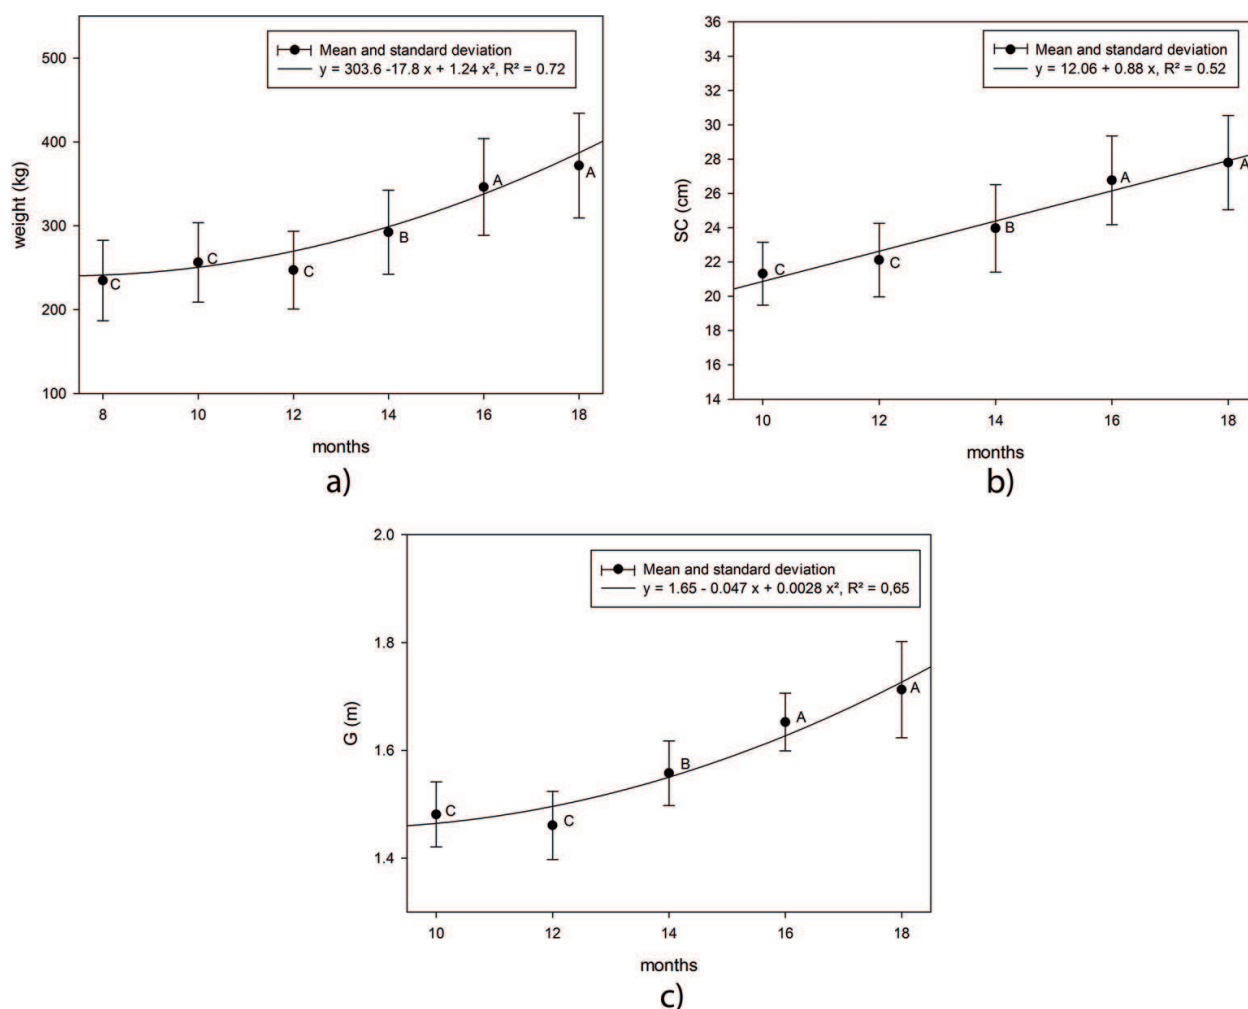 Mean and standard deviation
y = 303.6 -17.8 x + 1.24 x², R² = 0.72
500
400
300
200
100
weight (kg)
C
C
C
B
A
A
8 10 12 14 16 18
months
a)
Mean and standard deviation
y = 12.06 + 0.88 x, R² = 0.52
36
34
32
30
28
26
24
22
20
18
16
14
SC (cm)
C
C
B
A
A
10 12 14 16 18
months
b)
Mean and standard deviation
y = 1.65 - 0.047 x + 0.0028 x², R² = 0,65
2.0
1.8
1.6
1.4
G (m)
C
C
B
A
A
10 12 14 16 18
months
c)